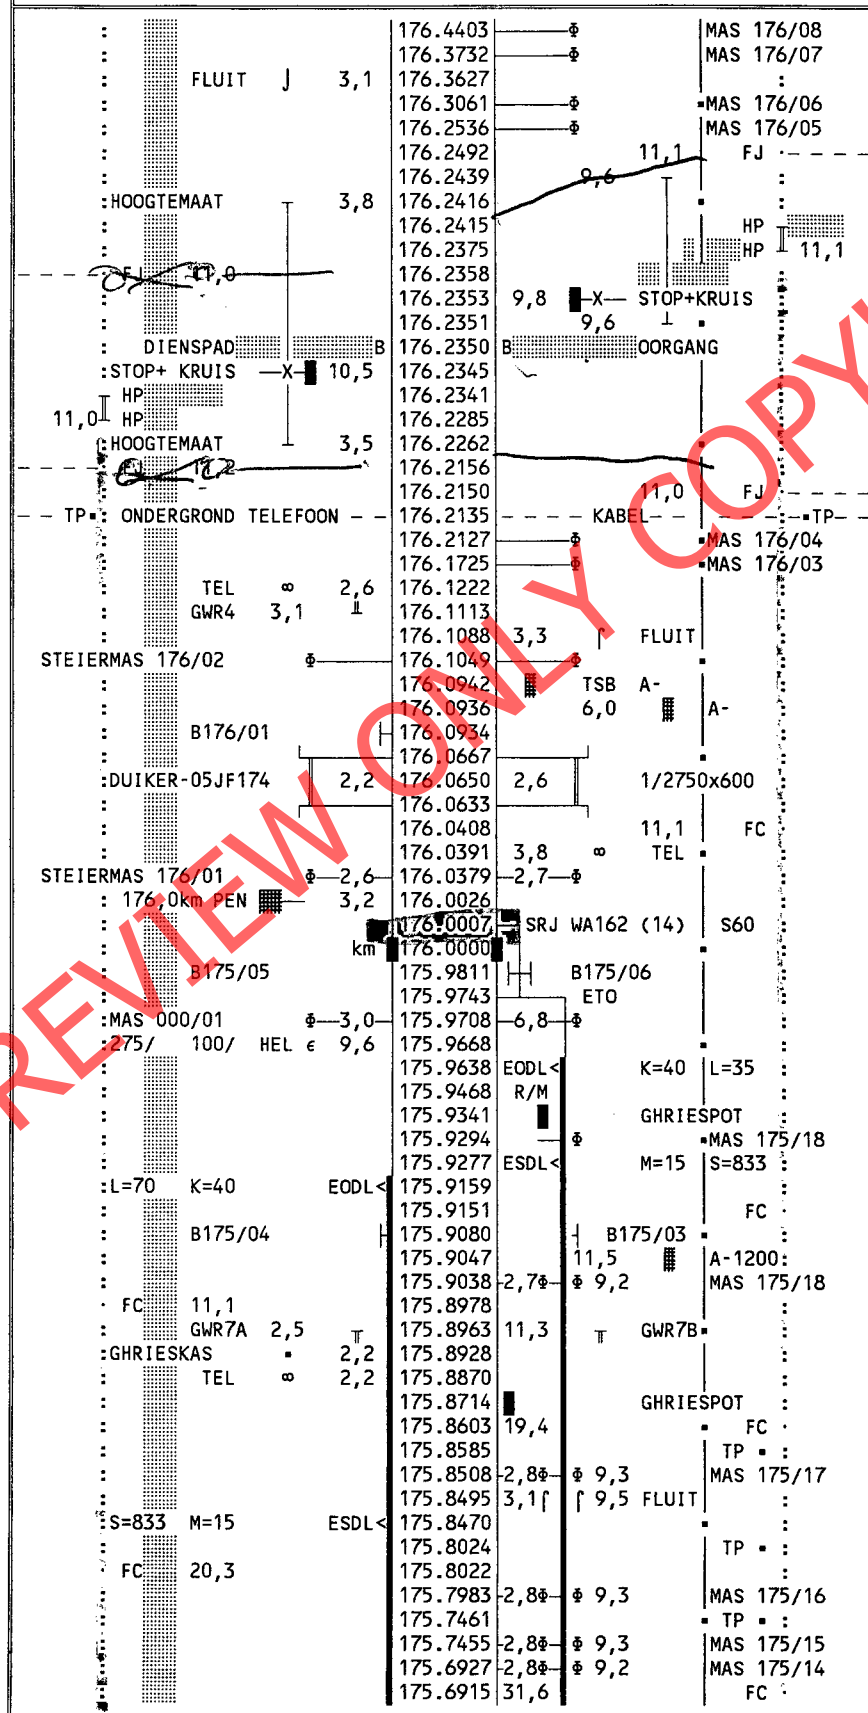 176.4403 MAS 176/08
176.3732 MAS 176/07
FLUIT 3,1 176.3627
176.3061 MAS 176/06
176.2536 MAS 176/05
176.2492 11,1 FJ
176.2439 9,6
HOOGTEMAAT 3,8 176.2416
176.2415 HP
176.2375 HP 11,1
FJ 11,0 176.2358
176.2353 9,8 X STOP+KRUIS
176.2351 9,6
DIENSPAD B 176.2350 B OORGANG
STOP+ KRUIS X 10,5 176.2345
HP 176.2341
11,0 HP 176.2285
HOOGTEMAAT 3,5 176.2262
FJ 11,2 176.2156
176.2150 11,0 FJ
TP ONDERGROND TELEFOON 176.2135 KABEL TP
176.2127 MAS 176/04
176.1725 MAS 176/03
TEL ∞ 2,6 176.1222
GWR4 3,1 176.1113
176.1088 3,3 FLUIT
STEIERMAS 176/02 176.1049
176.0942 TSB A-
176.0936 6,0 A-
B176/01 176.0934
176.0667
DUIKER-05JF174 2,2 176.0650 2,6 1/2750x600
176.0633
176.0408 11,1 FC
176.0391 3,8 ∞ TEL
STEIERMAS 176/01 2,6 176.0379 2,7
176,0km PEN 3,2 176.0026
176.0007 SRJ WA162 (14) S60
km 176.0000
B175/05 175.9811 B175/06
175.9743 ETO
MAS 000/01 3,0 175.9708 6,8
275/ 100/ HEL ϵ 9,6 175.9668
175.9638 EODL< K=40 L=35
175.9468 R/M
175.9341 GHRIESPOT
175.9294 MAS 175/18
175.9277 ESDL< M=15 S=833
L=70 K=40 EODL< 175.9159
175.9151 FC
B175/04 175.9080 B175/03
175.9047 11,5 A-1200
175.9038 2,7 9,2 MAS 175/18
FC 11,1 175.8978
GWR7A 2,5 175.8963 11,3 GWR7B
GHRIESKAS 2,2 175.8928
TEL ∞ 2,2 175.8870
175.8714 GHRIESPOT
175.8603 19,4 FC
175.8585 TP
175.8508 2,8 9,3 MAS 175/17
175.8495 3,1 9,5 FLUIT
S=833 M=15 ESDL< 175.8470
175.8024 TP
FC 20,3 175.8022
175.7983 2,8 9,3 MAS 175/16
175.7461 TP
175.7455 2,8 9,3 MAS 175/15
175.6927 2,8 9,2 MAS 175/14
175.6915 31,6 FC
PREVIEW ONLY COPY